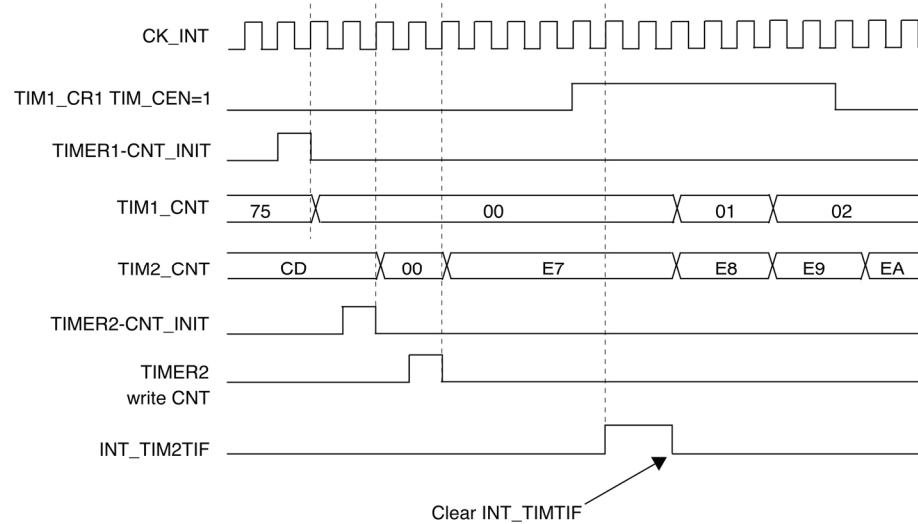 CK_INT
TIM1_CR1 TIM_CEN=1
TIMER1-CNT_INIT
TIM1_CNT 75 00 01 02
TIM2_CNT CD 00 E7 E8 E9 EA
TIMER2-CNT_INIT
TIMER2
write CNT
INT_TIM2TIF
Clear INT_TIMTIF